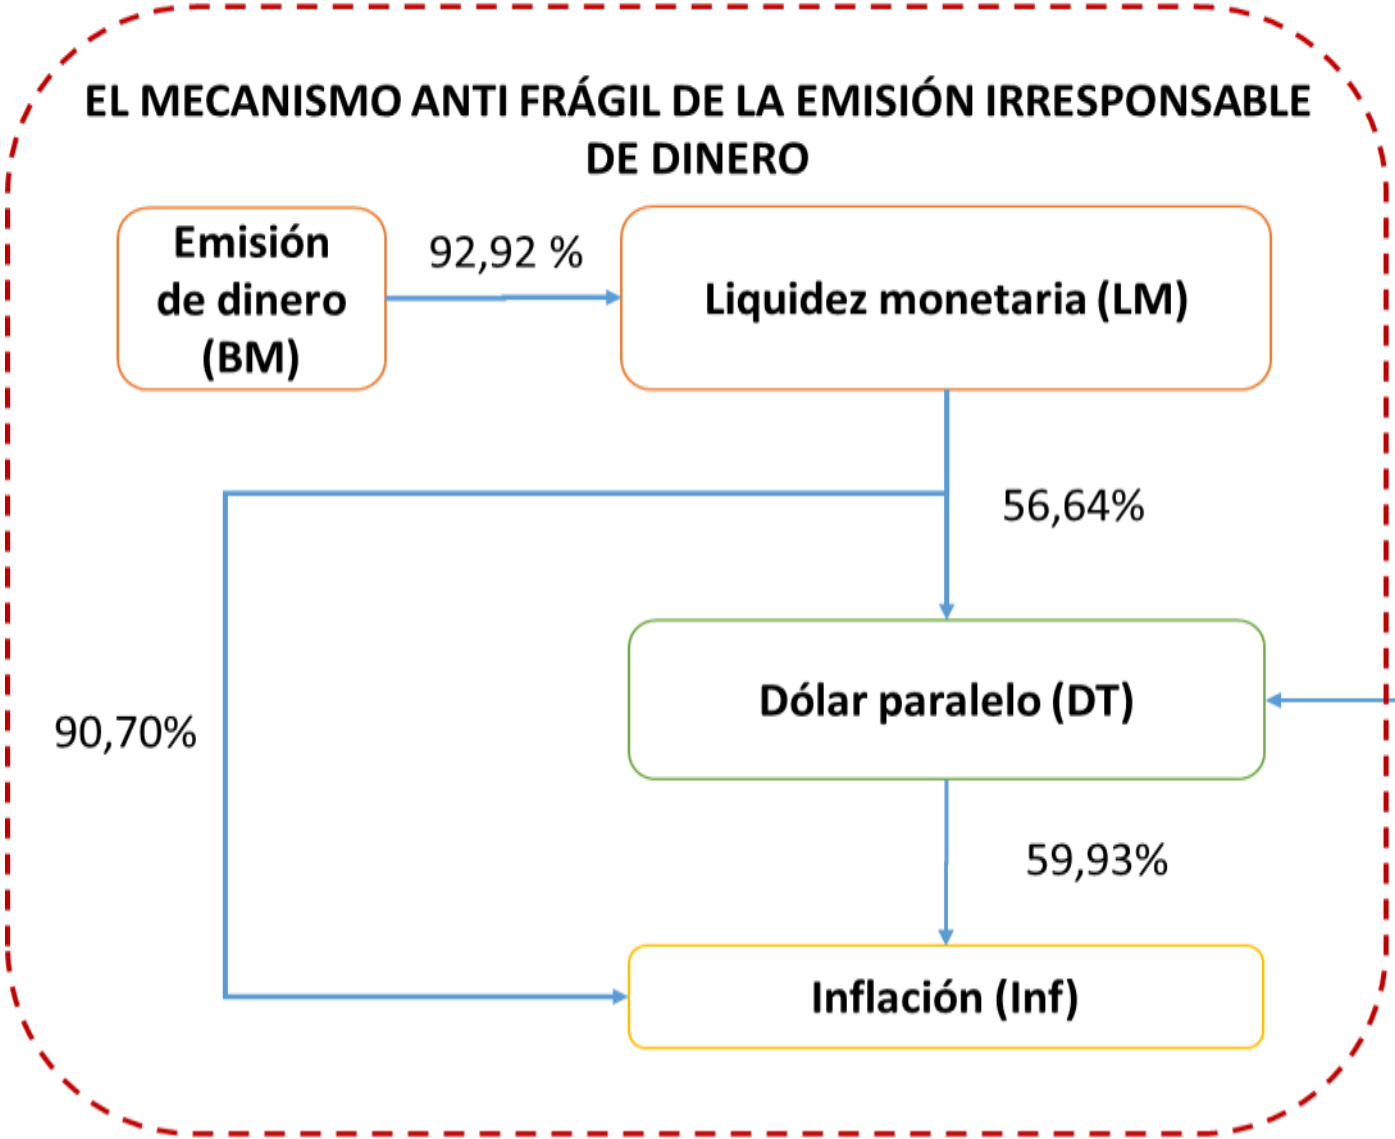 EL MECANISMO ANTI FRÁGIL DE LA EMISIÓN IRRESPONSABLE
DE DINERO
Emisión
de dinero
(BM)
92,92 %
Liquidez monetaria (LM)
56,64%
Dólar paralelo (DT)
90,70%
59,93%
Inflación (Inf)